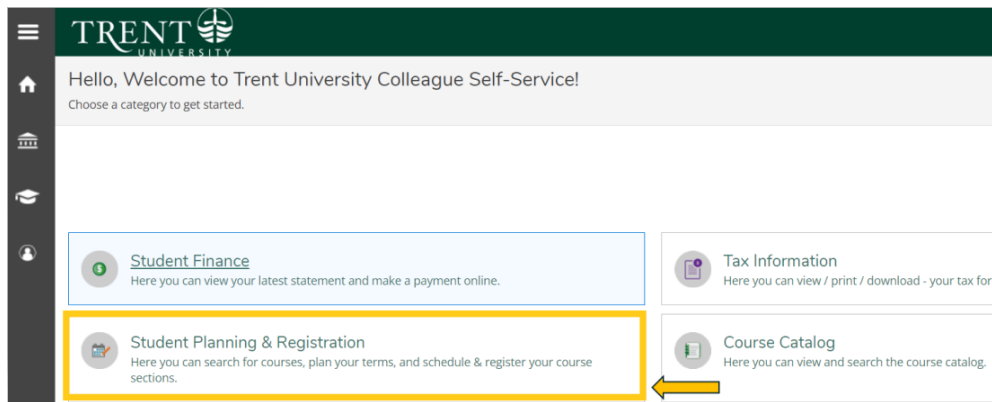 TRENT
UNIVERSITY
Hello, Welcome to Trent University Colleague Self-Service!
Choose a category to get started.
Student Finance
Here you can view your latest statement and make a payment online.
Tax Information
Here you can view / print / download - your tax for
Student Planning & Registration
Here you can search for courses, plan your terms, and schedule & register your course
sections.
Course Catalog
Here you can view and search the course catalog.